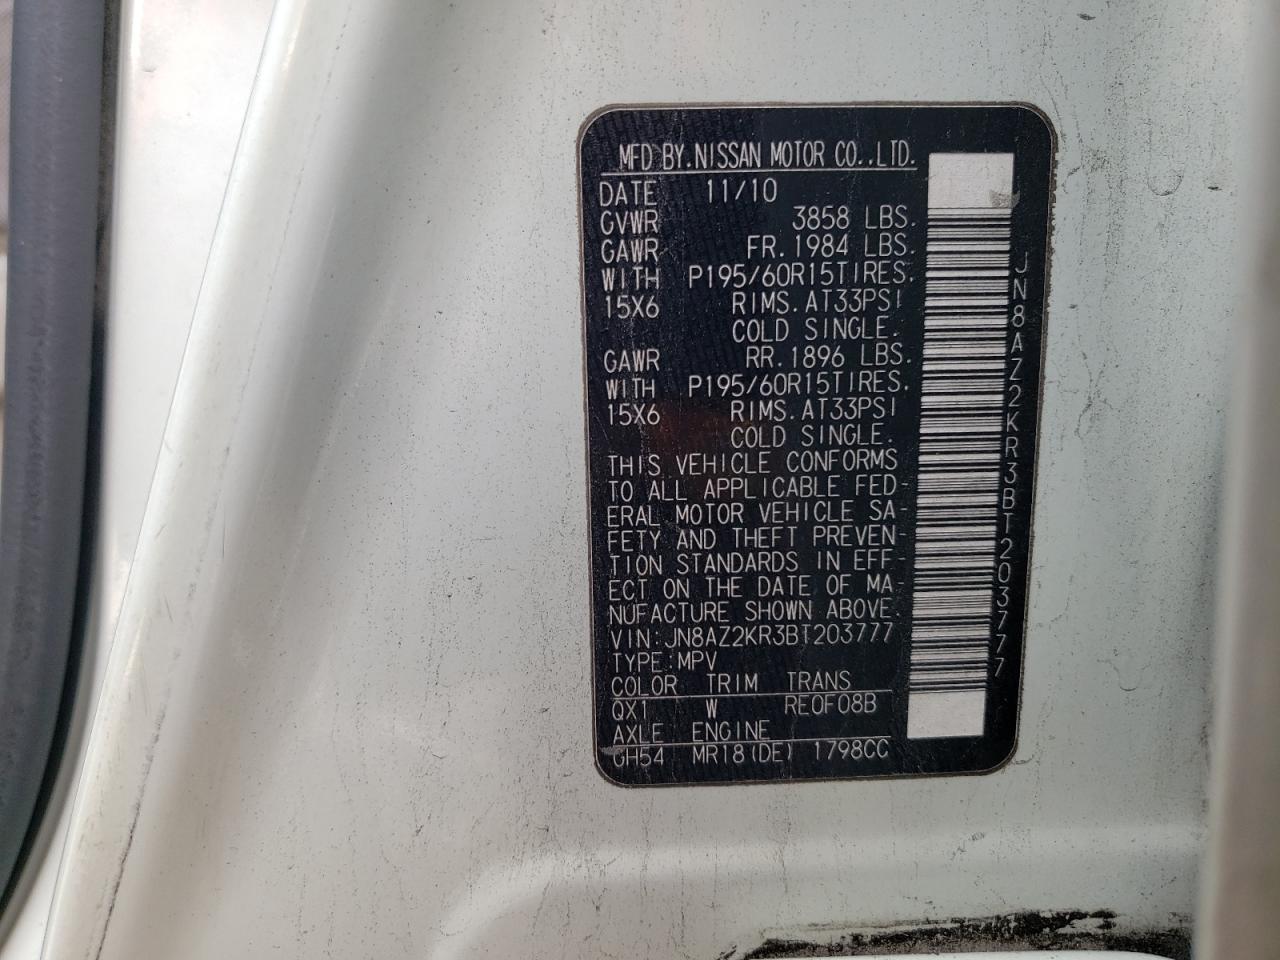 MFD BY.NISSAN MOTOR CO.,LTD.
DATE 11/10
GVWR 3858 LBS.
GAWR FR.1984 LBS.
WITH P195/60R15TIRES.
15X6 RIMS.AT33PSI
COLD SINGLE.
GAWR RR.1896 LBS.
WITH P195/60R15TIRES.
15X6 RIMS.AT33PSI
COLD SINGLE.
THIS VEHICLE CONFORMS
TO ALL APPLICABLE FED-
ERAL MOTOR VEHICLE SA-
FETY AND THEFT PREVEN-
TION STANDARDS IN EFF-
ECT ON THE DATE OF MA-
NUFACTURE SHOWN ABOVE.
VIN:JN8AZ2KR3BT203777
TYPE:MPV
COLOR TRIM TRANS
QX1 W RE0F08B
AXLE ENGINE
GH54 MR18(DE) 1798CC
JN8AZ2KR3BT203777